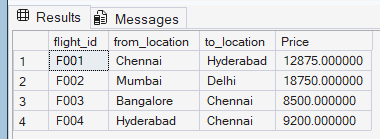 Results Messages
flight_id from_location to_location Price
1 F001 Chennai Hyderabad 12875.000000
2 F002 Mumbai Delhi 18750.000000
3 F003 Bangalore Chennai 8500.000000
4 F004 Hyderabad Chennai 9200.000000